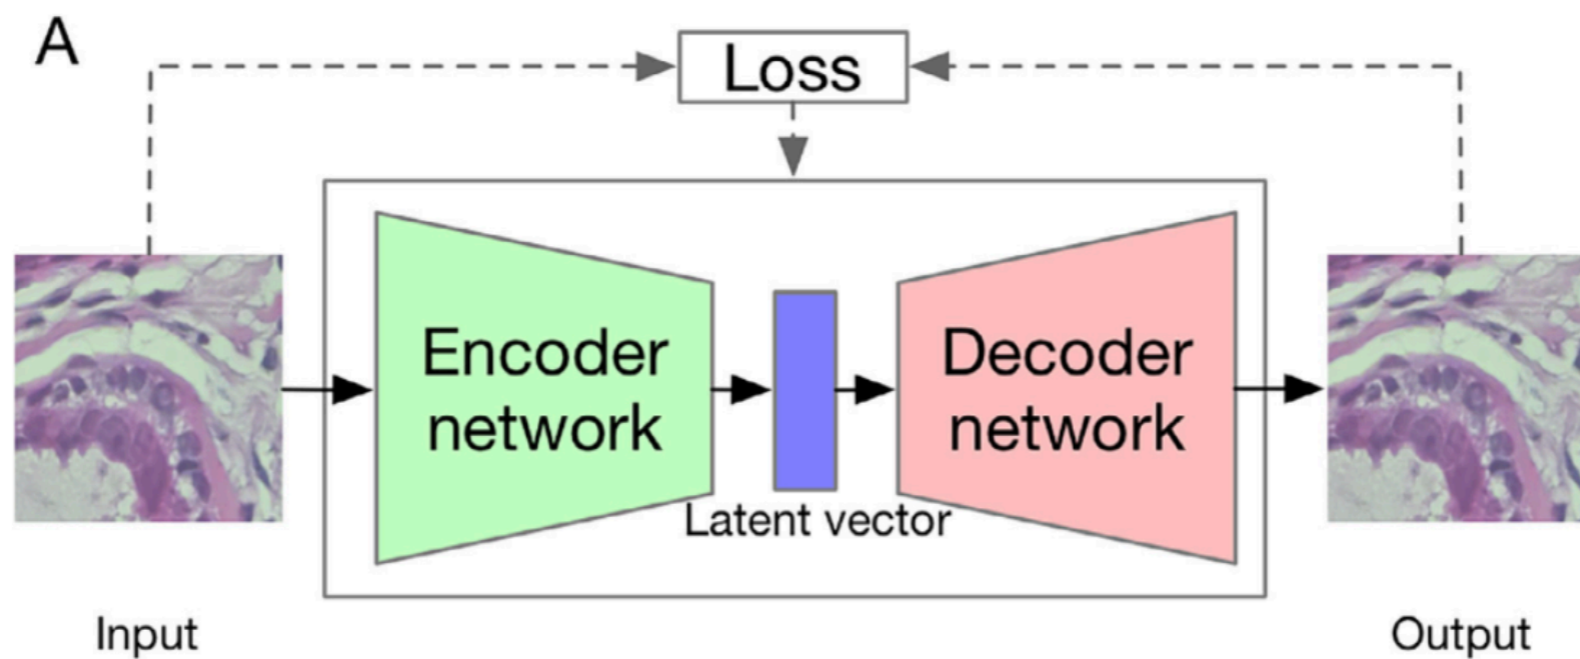 A
Loss
Encoder
network
Decoder
network
Latent vector
Input
Output